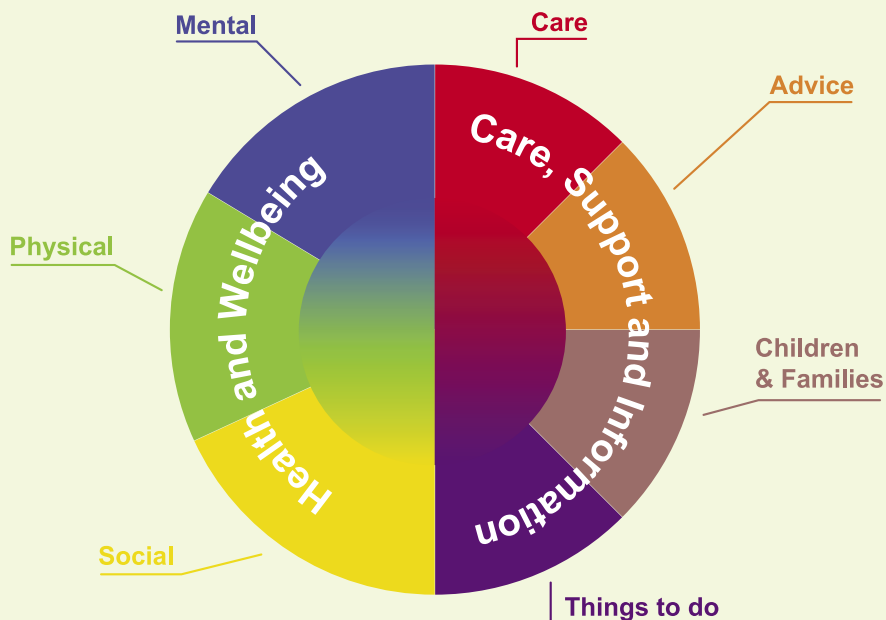 Mental
Care
Advice
Physical
Children
& Families
Social
Things to do
Health and Wellbeing
Care, Support and Information